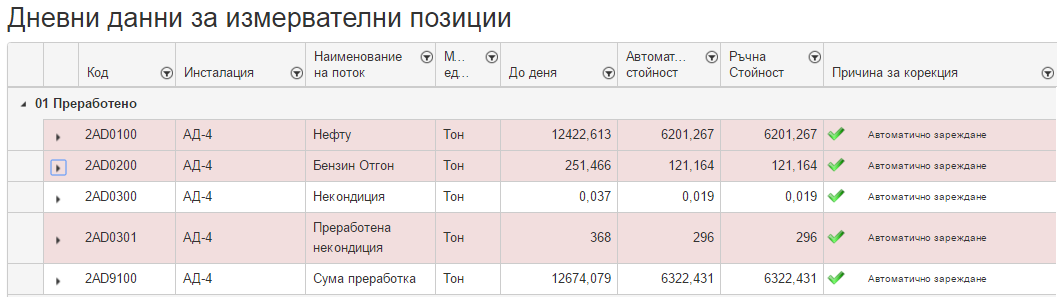 Дневни данни за измервателни позиции
Код Инсталация Наименование на поток М... ед... До деня Автомат... стойност Ръчна Стойност Причина за корекция
01 Преработено
2AD0100 АД-4 Нефту Тон 12422,613 6201,267 6201,267 Автоматично зареждане
2AD0200 АД-4 Бензин Отгон Тон 251,466 121,164 121,164 Автоматично зареждане
2AD0300 АД-4 Некондиция Тон 0,037 0,019 0,019 Автоматично зареждане
2AD0301 АД-4 Преработена некондиция Тон 368 296 296 Автоматично зареждане
2AD9100 АД-4 Сума преработка Тон 12674,079 6322,431 6322,431 Автоматично зареждане